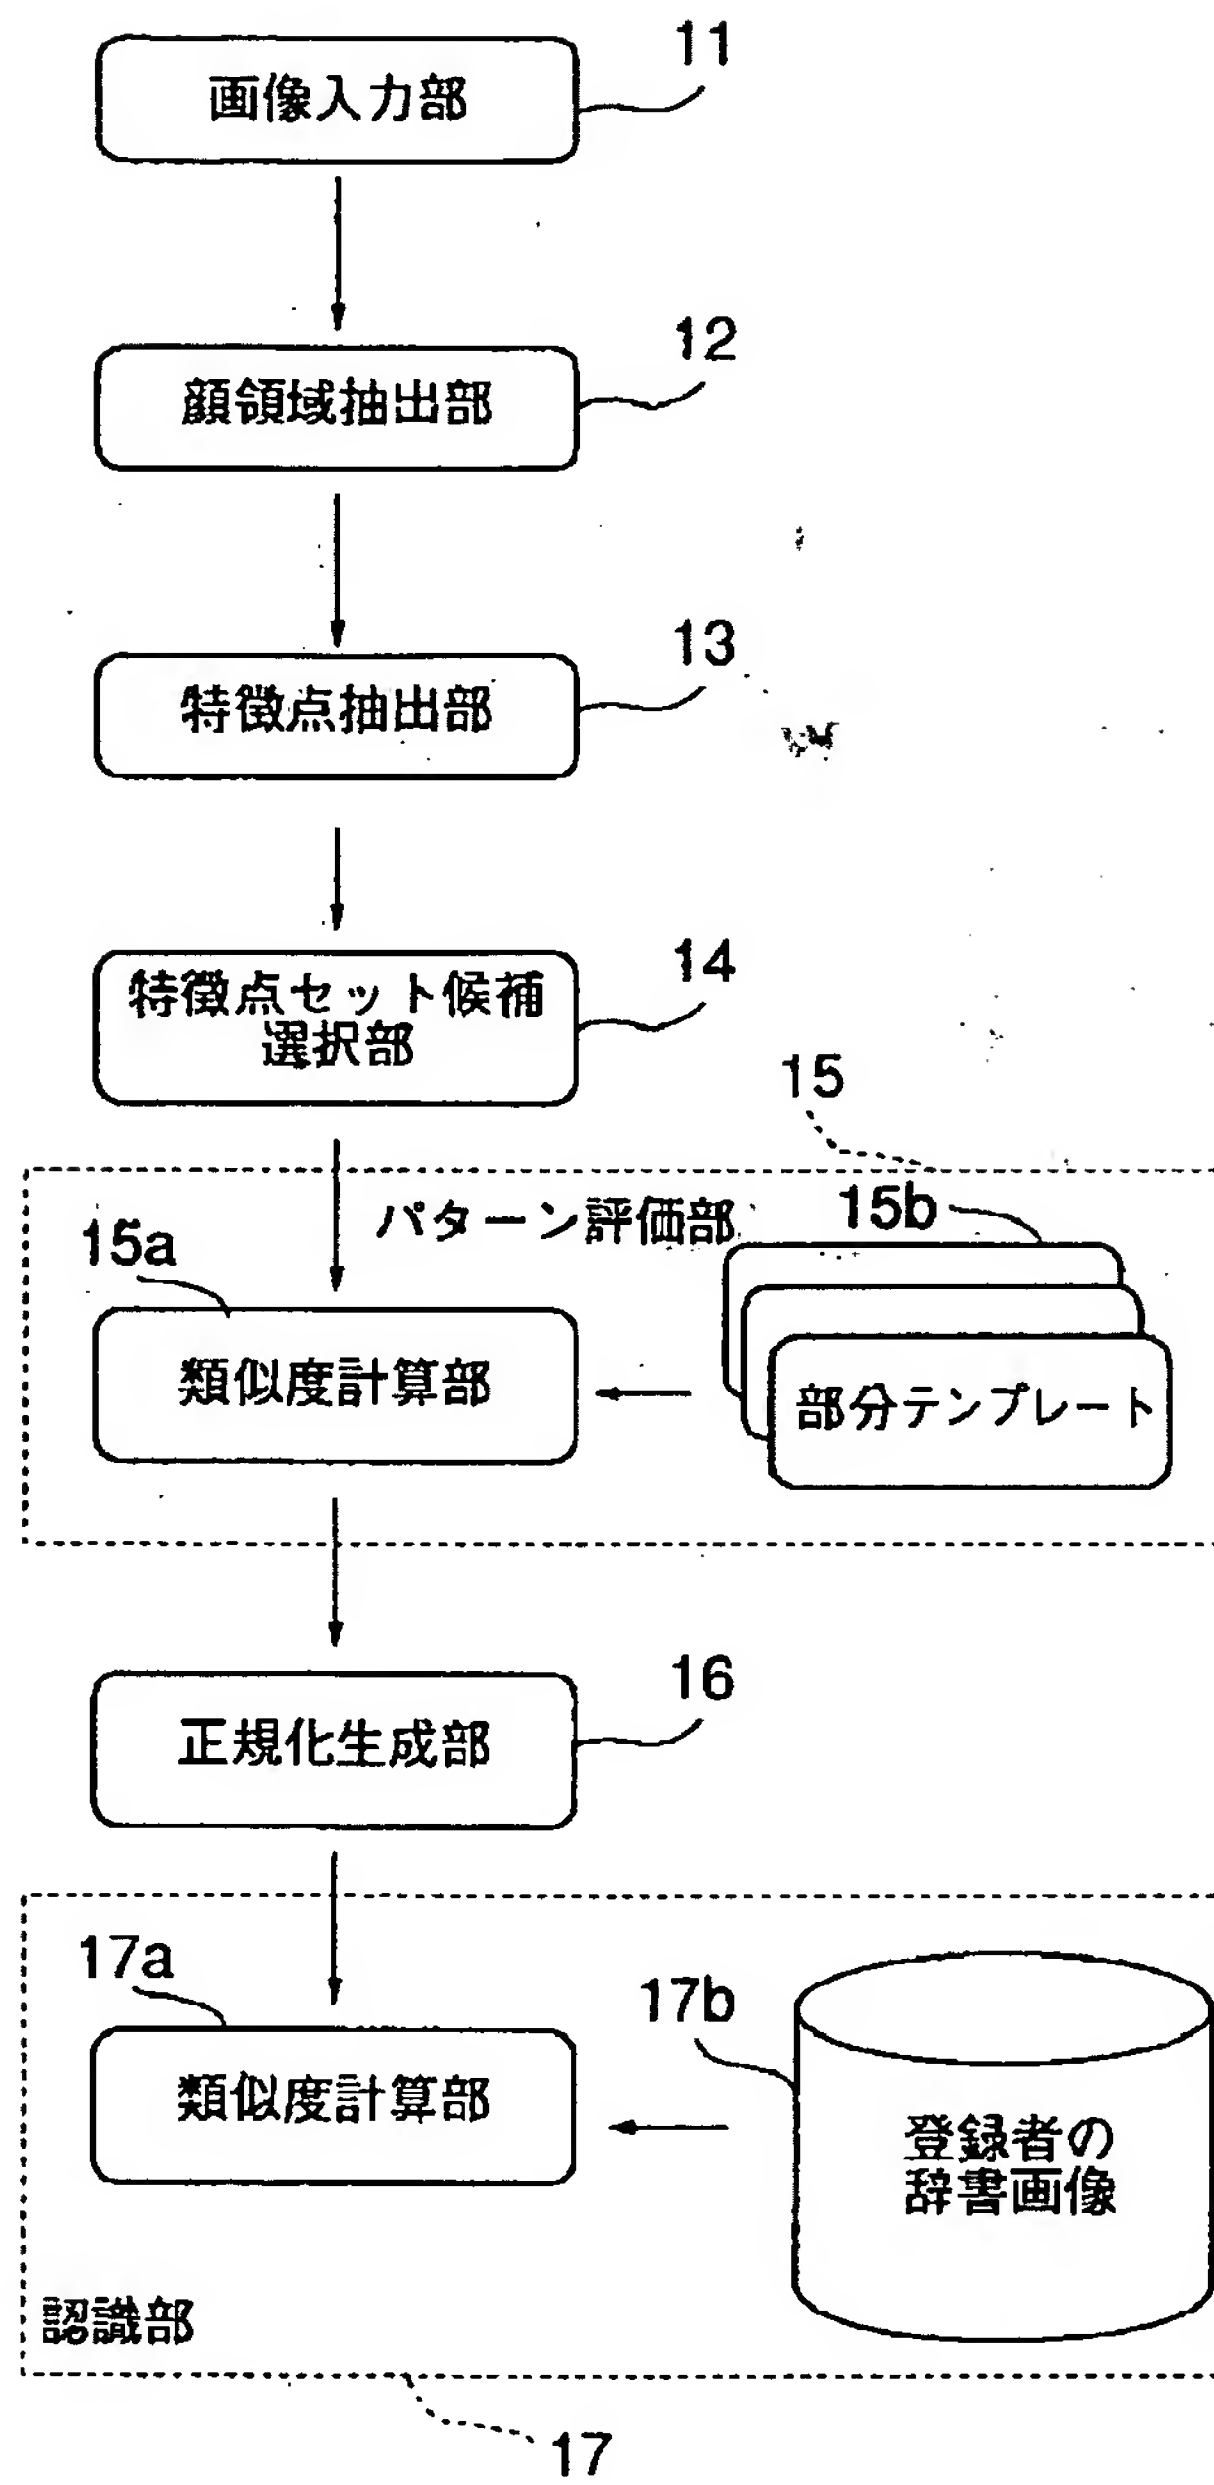 11
画像入力部
12
顔領域抽出部
13
特徴点抽出部
14
特徴点セット候補
選択部
15
パターン評価部
15b
15a
類似度計算部
部分テンプレート
16
正規化生成部
17a
17b
類似度計算部
登録者の
辞書画像
認識部
17